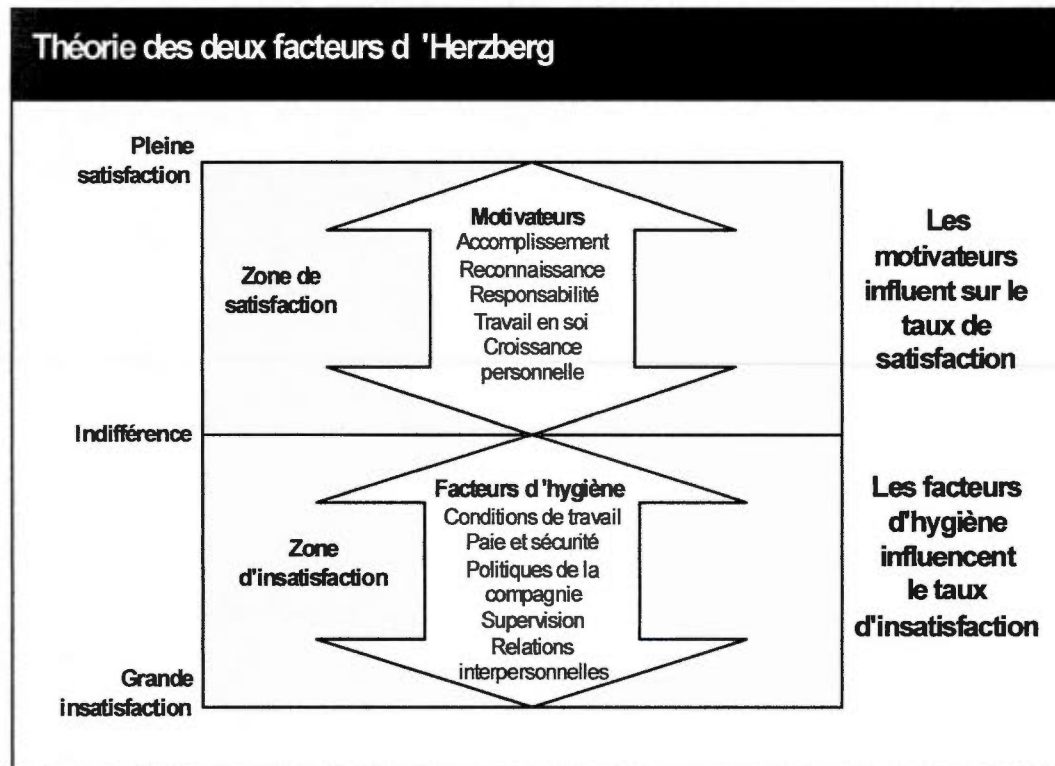 Théorie des deux facteurs d 'Herzberg
Pleine
satisfaction
Motivateurs
Accomplissement
Reconnaissance
Responsabilité
Travail en soi
Croissance
personnelle
Zone de
satisfaction
Les
motivateurs
influent sur le
taux de
satisfaction
Indifférence
Facteurs d 'hygiène
Conditions de travail
Paie et sécurité
Politiques de la
compagnie
Supervision
Relations
interpersonnelles
Zone
d'insatisfaction
Les facteurs
d'hygiène
influencent
le taux
d'insatisfaction
Grande
insatisfaction